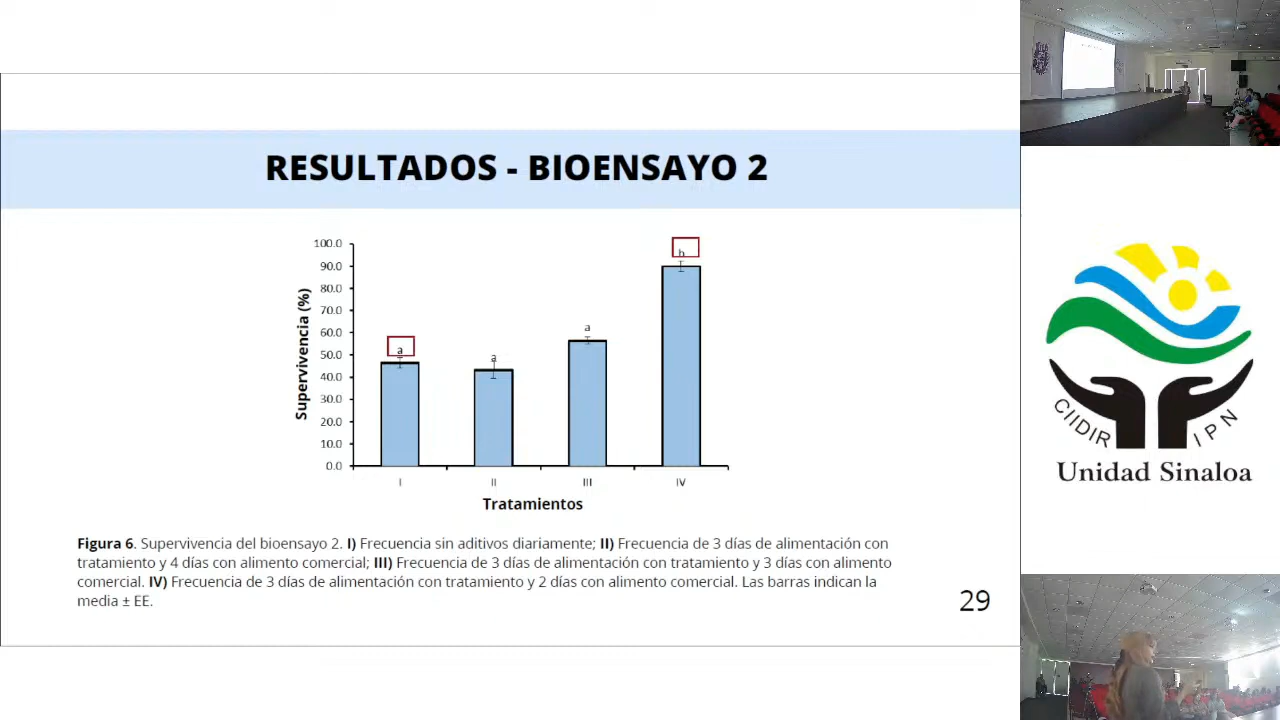 RESULTADOS - BIOENSAYO 2
100.0
90.0
80.0
70.0
60.0
50.0
40.0
30.0
20.0
10.0
0.0
Supervivencia (%)
a
a
a
b
I
II
III
IV
Tratamientos
Figura 6. Supervivencia del bioensayo 2. I) Frecuencia sin aditivos diariamente; II) Frecuencia de 3 días de alimentación con
tratamiento y 4 días con alimento comercial; III) Frecuencia de 3 días de alimentación con tratamiento y 3 días con alimento
comercial. IV) Frecuencia de 3 días de alimentación con tratamiento y 2 días con alimento comercial. Las barras indican la
media ± EE.
29
CIIDIR IPN
Unidad Sinaloa